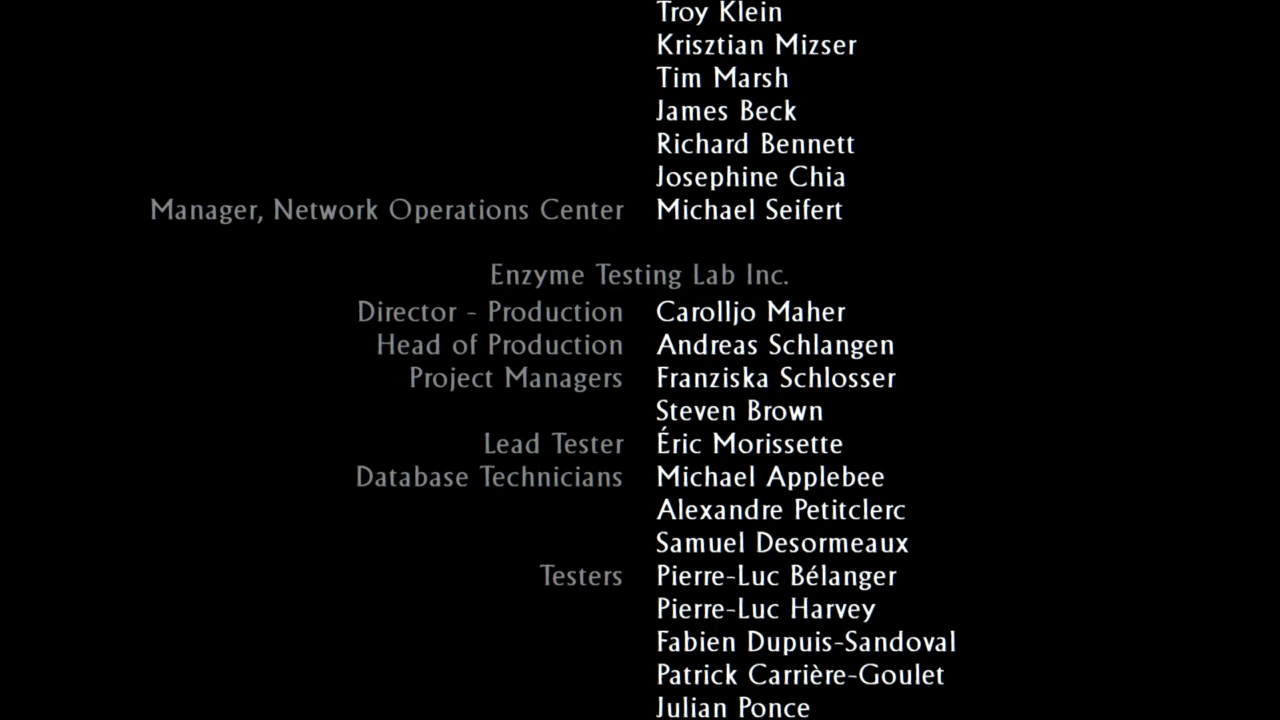 Troy Klein
Krisztian Mizser
Tim Marsh
James Beck
Richard Bennett
Josephine Chia
Manager, Network Operations Center Michael Seifert
Enzyme Testing Lab Inc.
Director - Production Carolljo Maher
Head of Production Andreas Schlangen
Project Managers Franziska Schlosser
Steven Brown
Lead Tester Éric Morissette
Database Technicians Michael Applebee
Alexandre Petitclerc
Samuel Desormeaux
Testers Pierre-Luc Bélanger
Pierre-Luc Harvey
Fabien Dupuis-Sandoval
Patrick Carrière-Goulet
Julian Ponce